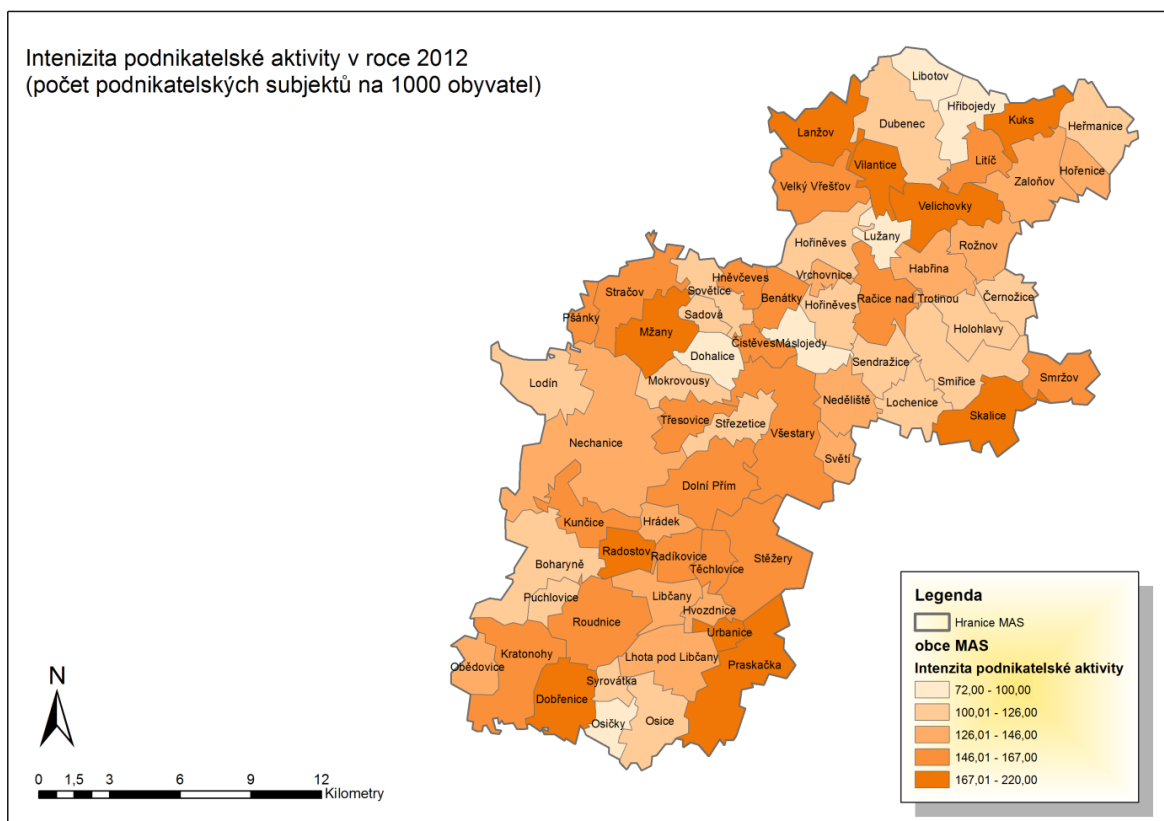 Intenizita podnikatelské aktivity v roce 2012
(počet podnikatelských subjektů na 1000 obyvatel)
Libotov
Hřibojedy
Kuks
Heřmanice
Lanžov
Dubenec
Vilantice
Litíč
Zaloňov
Hořenice
Velký Vřešťov
Velichovky
Lužany
Rožnov
Hořiněves
Habřina
Vrchovnice
Hněvčeves
Sovětice
Benátky
Hořiněves
Račice nad Trotinou
Černožice
Stračov
Pšánky
Sadová
Mžany
Holohlavy
Čistěves
Máslojedy
Dohalice
Sendražice
Smiřice
Smržov
Lodín
Mokrovousy
Neděliště
Lochenice
Skalice
Třesovice
Střezetice
Všestary
Nechanice
Světí
Dolní Přím
Kunčice
Hrádek
Radostov
Radíkovice
Těchlovice
Stěžery
Boharyně
Puchlovice
Libčany
Hvozdnice
Roudnice
Urbanice
Kratonohy
Lhota pod Libčany
Praskačka
Obědovice
Syrovátka
Dobřenice
Osičky
Osice
Legenda
Hranice MAS
obce MAS
Intenzita podnikatelské aktivity
72,00 - 100,00
100,01 - 126,00
126,01 - 146,00
146,01 - 167,00
167,01 - 220,00
N
0 1,5 3 6 9 12
Kilometry